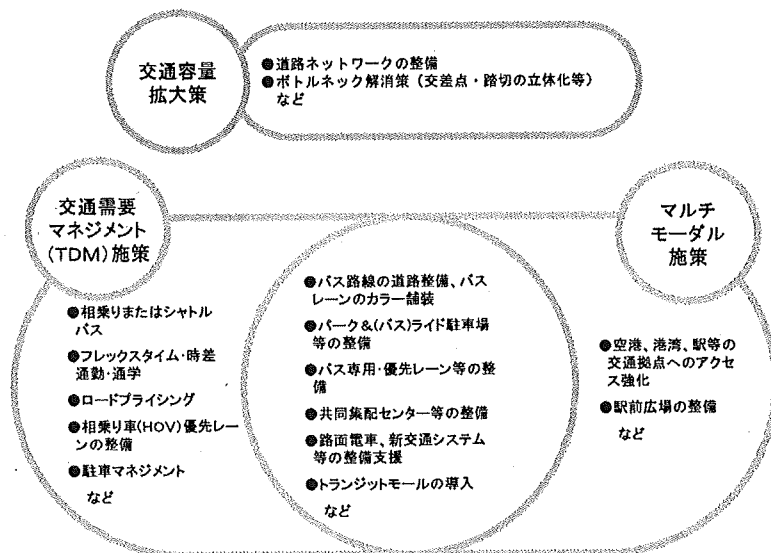 交通容量
拡大策
●道路ネットワークの整備
●ボトルネック解消策（交差点・踏切の立体化等）
など
交通需要
マネジメント
(TDM)施策
マルチ
モーダル
施策
●相乗りまたはシャトル
バス
●フレックスタイム・時差
通勤・通学
●ロードプライシング
●相乗り車(HOV)優先レー
ンの整備
●駐車マネジメント
など
●バス路線の道路整備、バス
レーンのカラー舗装
●パーク&(バス)ライド駐車場
等の整備
●バス専用・優先レーン等の整
備
●共同集配センター等の整備
●路面電車、新交通システム
等の整備支援
●トランジットモールの導入
など
●空港、港湾、駅等の
交通拠点へのアクセ
ス強化
●駅前広場の整備
など